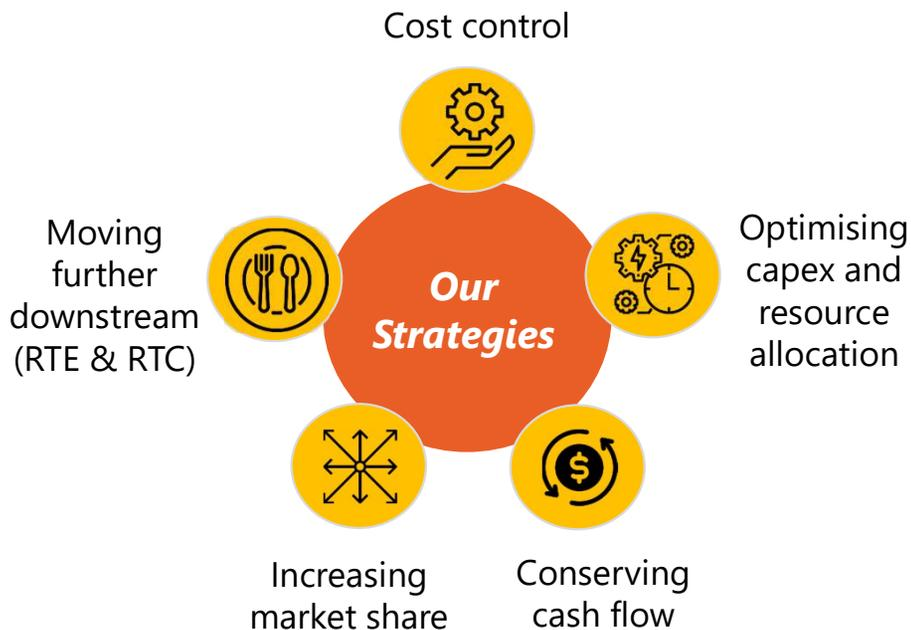 Cost control
Optimising
capex and
resource
allocation
Conserving
cash flow
Increasing
market share
Moving
further
downstream
(RTE & RTC)
Our
Strategies
$